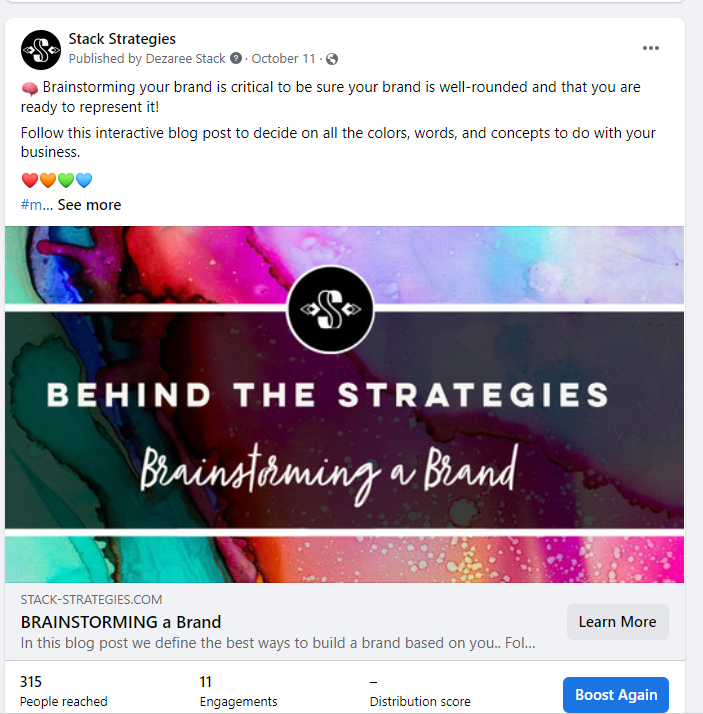 Stack Strategies
Published by Dezaree Stack ? · October 11 ·
Brainstorming your brand is critical to be sure your brand is well-rounded and that you are
ready to represent it!
Follow this interactive blog post to decide on all the colors, words, and concepts to do with your
business.
#m... See more
S
BEHIND THE STRATEGIES
Brainstorming a Brand
STACK-STRATEGIES.COM
BRAINSTORMING a Brand
Learn More
In this blog post we define the best ways to build a brand based on you.. Fol...
315
11
–
People reached
Engagements
Distribution score
Boost Again